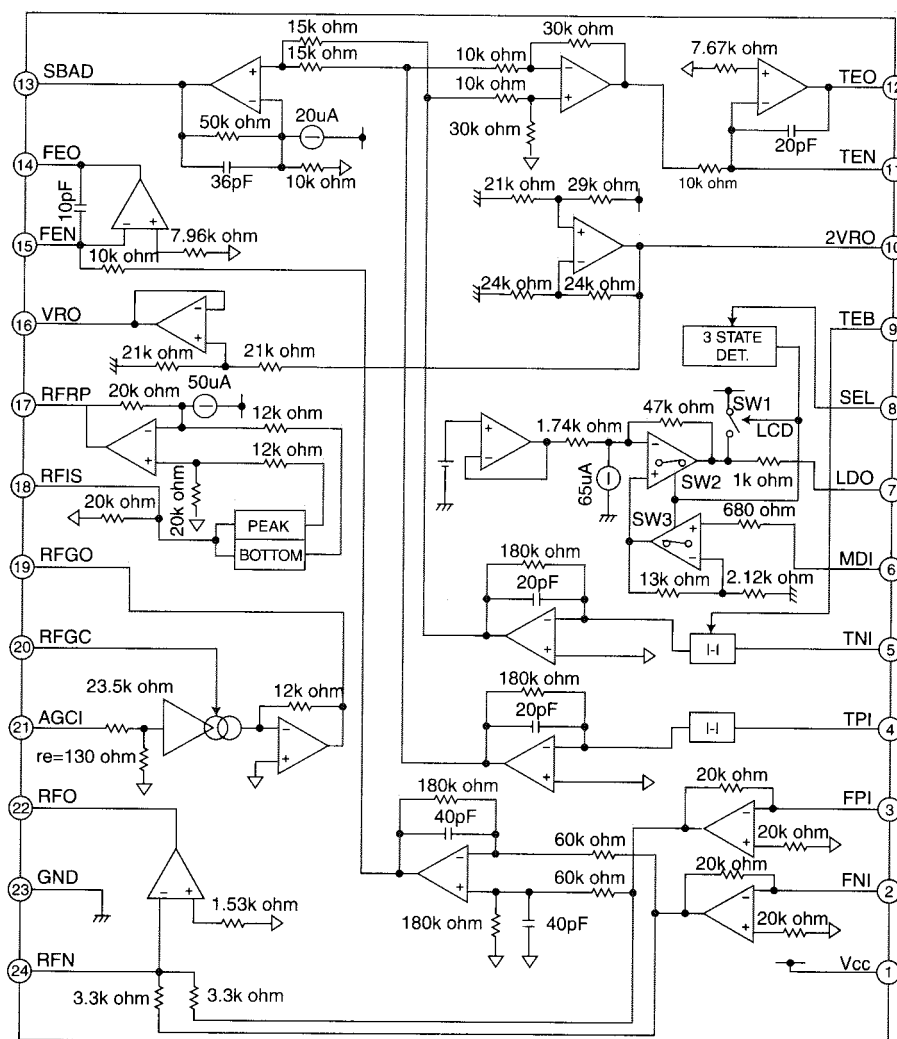 15k ohm
15k ohm
13 SBAD
50k ohm
20uA
36pF
10k ohm
14 FEO
10pF
15 FEN
7.96k ohm
10k ohm
16 VRO
21k ohm
21k ohm
50uA
17 RFRP
20k ohm
12k ohm
12k ohm
18 RFIS
20k ohm
20k ohm
PEAK
BOTTOM
19 RFGO
20 RFGC
23.5k ohm
21 AGCI
12k ohm
re=130 ohm
22 RFO
23 GND
1.53k ohm
24 RFN
3.3k ohm
3.3k ohm
30k ohm
10k ohm
10k ohm
30k ohm
7.67k ohm
TEO 12
20pF
TEN 11
10k ohm
21k ohm
29k ohm
2VRO 10
24k ohm
24k ohm
TEB 9
3 STATE
DET.
SEL 8
47k ohm
SW1
1.74k ohm
LCD
SW2
65uA
1k ohm
LDO 7
SW3
680 ohm
MDI 6
13k ohm
2.12k ohm
180k ohm
20pF
I-I
TNI 5
180k ohm
20pF
I-I
TPI 4
180k ohm
40pF
20k ohm
FPI 3
20k ohm
60k ohm
60k ohm
20k ohm
FNI 2
20k ohm
180k ohm
40pF
Vcc 1